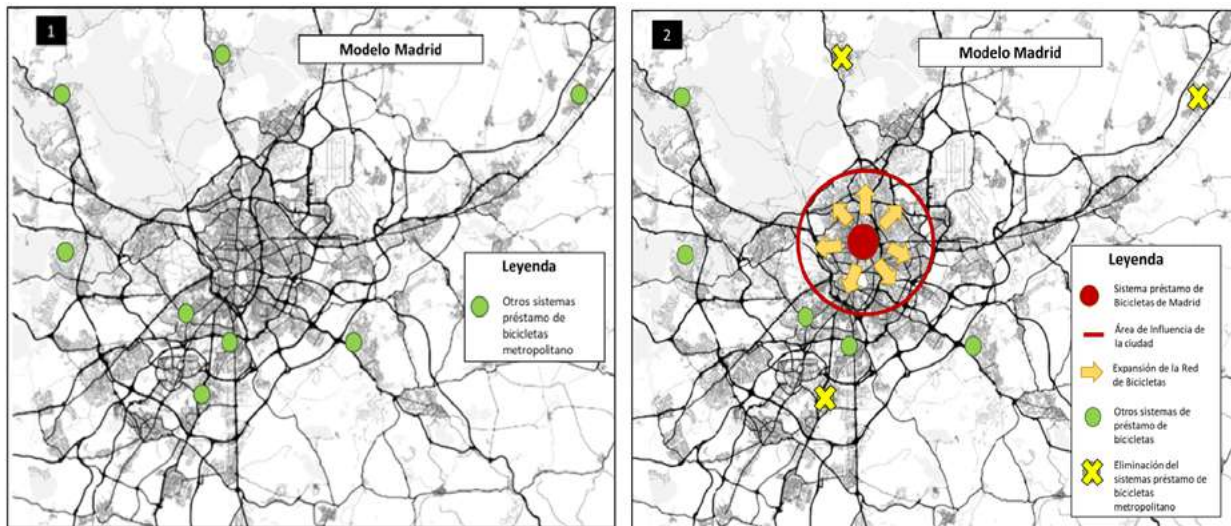 1
Modelo Madrid
Leyenda
Otros sistemas
préstamo de
bicicletas
metropolitano
2
Modelo Madrid
Leyenda
Sistema préstamo de
Bicicletas de Madrid
Área de Influencia de
la ciudad
Expansión de la Red
de Bicicletas
Otros sistemas de
préstamo de
bicicletas
Eliminación del
sistemas préstamo de
bicicletas
metropolitano